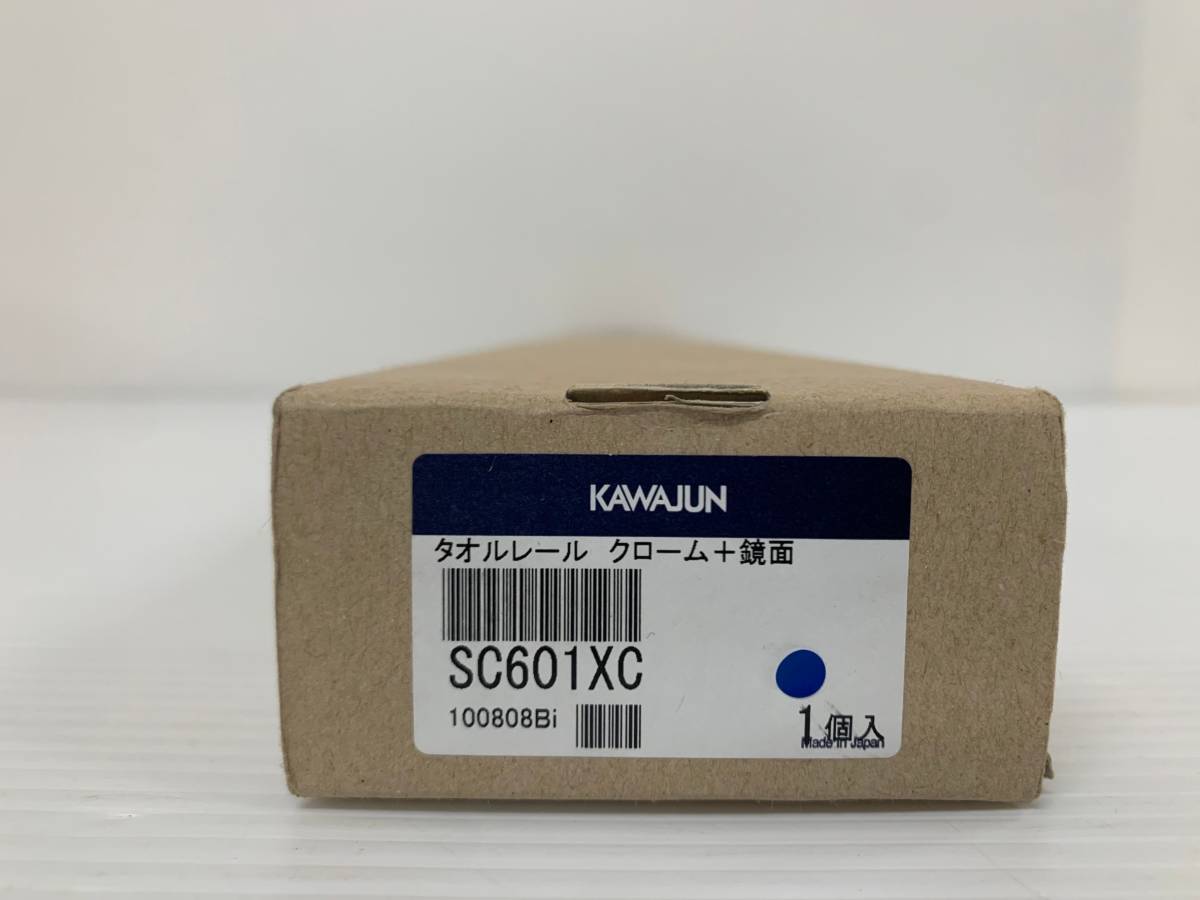 KAWAJUN
タオルレール クローム＋鏡面
SC601XC
100808Bi
1個入
Made in Japan